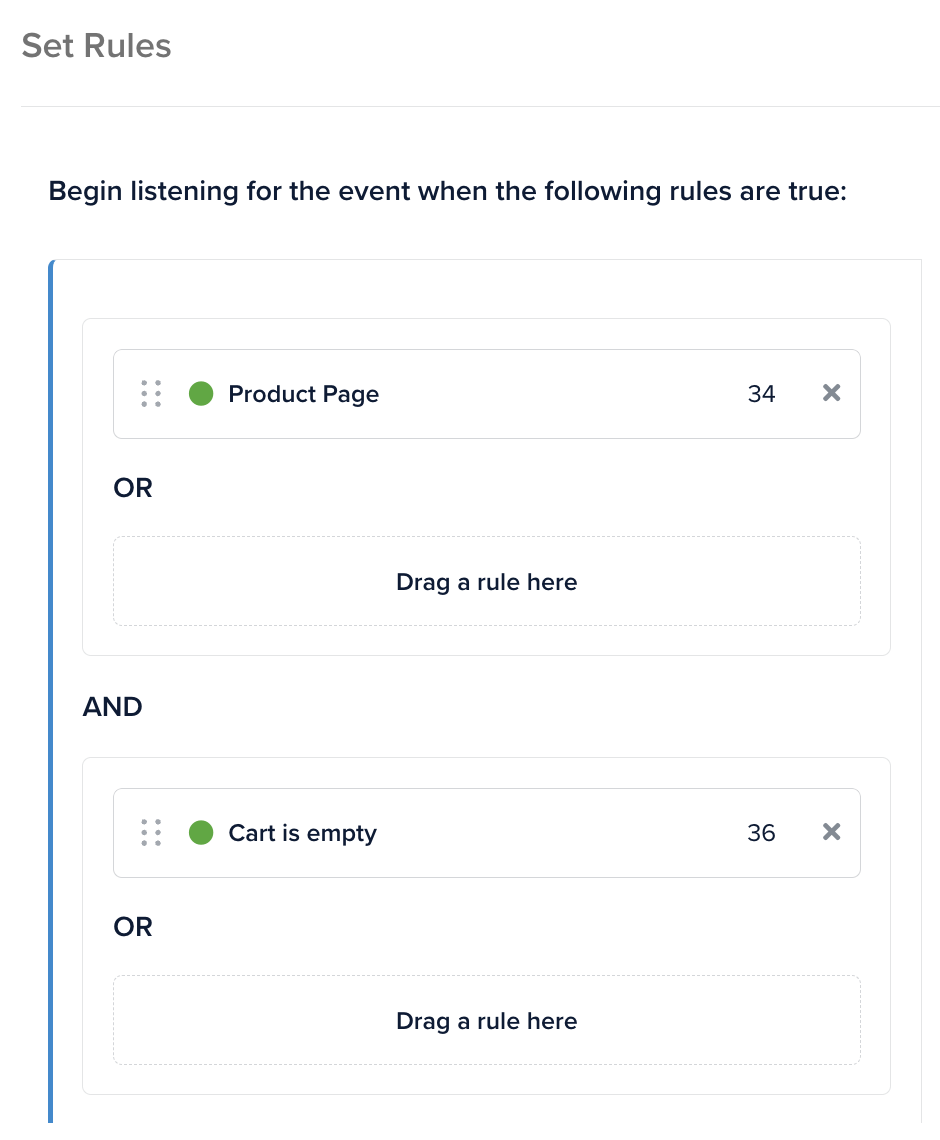 Set Rules
Begin listening for the event when the following rules are true:
Product Page 34
OR
Drag a rule here
AND
Cart is empty 36
OR
Drag a rule here